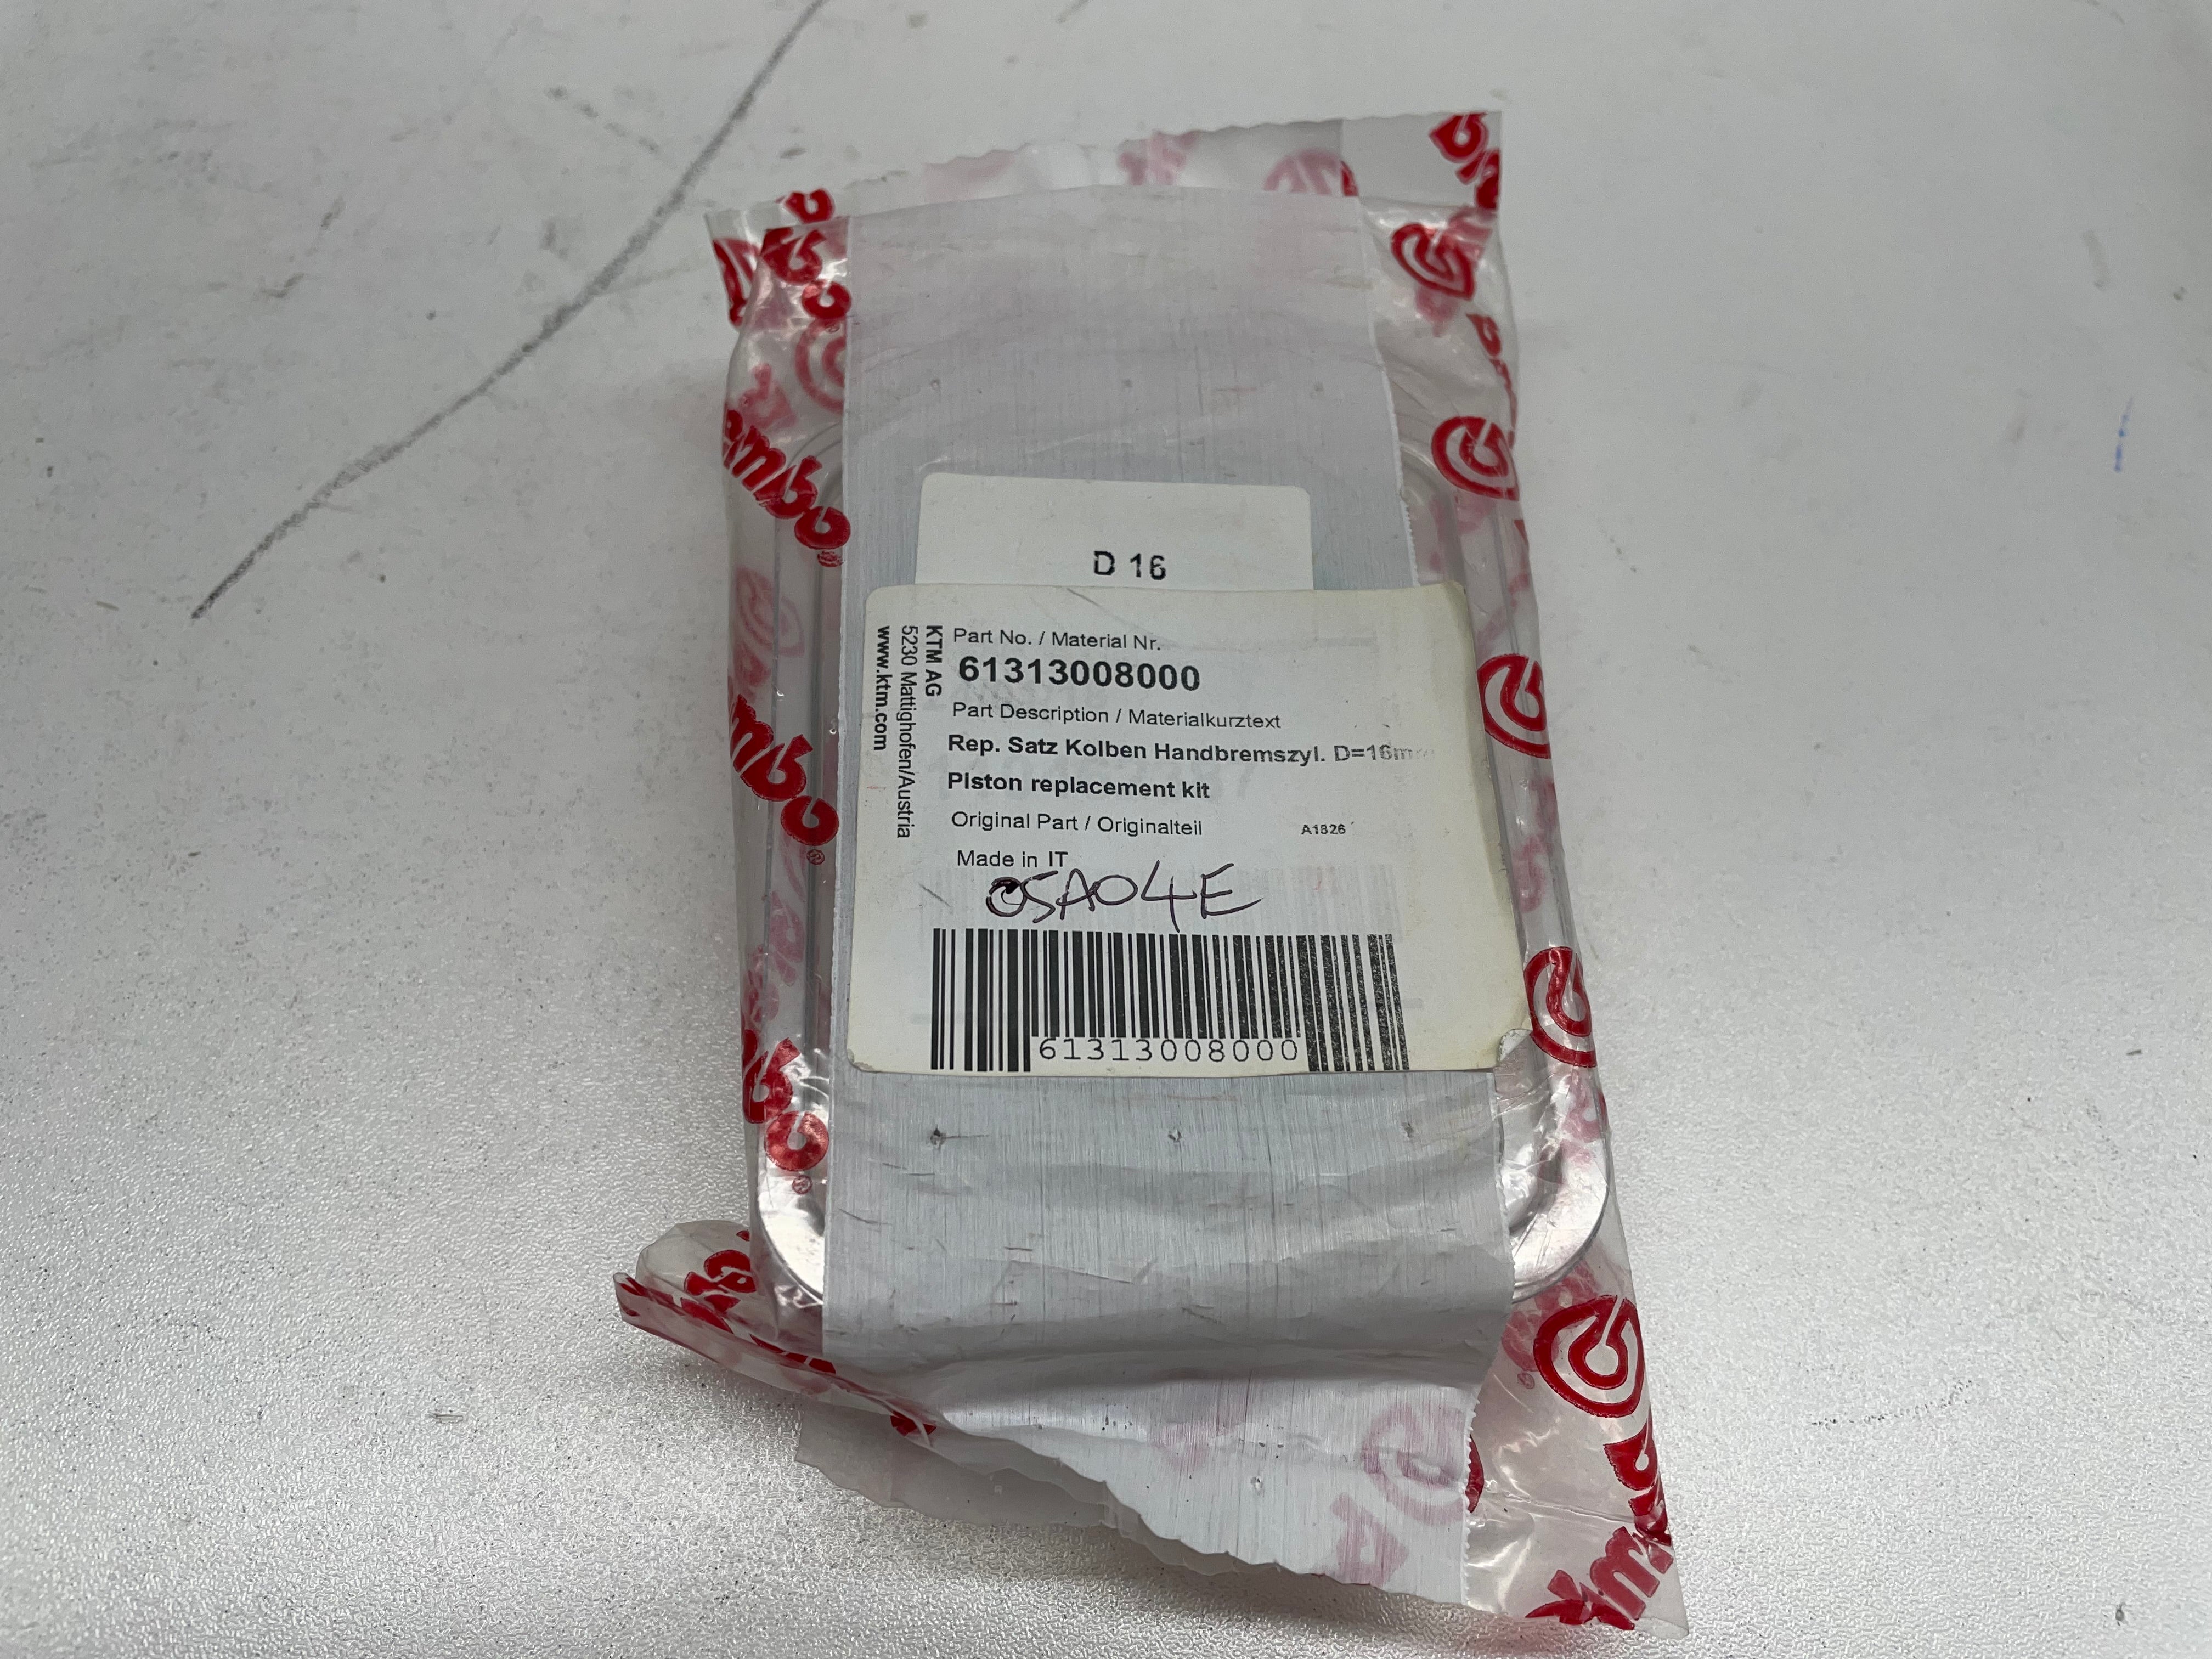 D 16
Part No. / Material Nr.
61313008000
Part Description / Materialkurztext
Rep. Satz Kolben Handbremszyl. D=16mm
Piston replacement kit
Original Part / Originalteil A1826
Made in IT
05A04E
61313008000
KTM AG
5230 Mattighofen/Austria
www.ktm.com
brembo